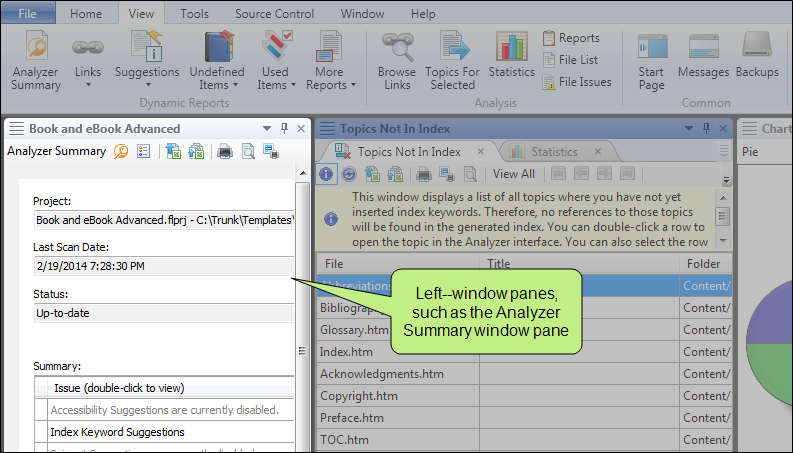 File Home View Tools Source Control Window Help
Analyzer Summary
Links
Suggestions
Undefined Items
Used Items
More Reports
Dynamic Reports
Browse Links
Topics For Selected
Statistics
Reports
File List
File Issues
Analysis
Start Page
Messages
Backups
Common
Book and eBook Advanced
Analyzer Summary
Project:
Book and eBook Advanced.flprj - C:\Trunk\Templates\
Last Scan Date:
2/19/2014 7:28:30 PM
Status:
Up-to-date
Summary:
Issue (double-click to view)
Accessibility Suggestions are currently disabled.
Index Keyword Suggestions
Topics Not In Index
Topics Not In Index
Statistics
View All
This window displays a list of all topics where you have not yet
inserted index keywords. Therefore, no references to those topics
will be found in the generated index. You can double-click a row to
open the topic in the Analyzer interface. You can also select the row
File Title Folder
Content/
Content/
Glossary.htm Content/
Index.htm Content/
Acknowledgments.htm Content/
Copyright.htm Content/
Preface.htm Content/
TOC.htm Content/
Left--window panes,
such as the Analyzer
Summary window pane
Chart
Pie